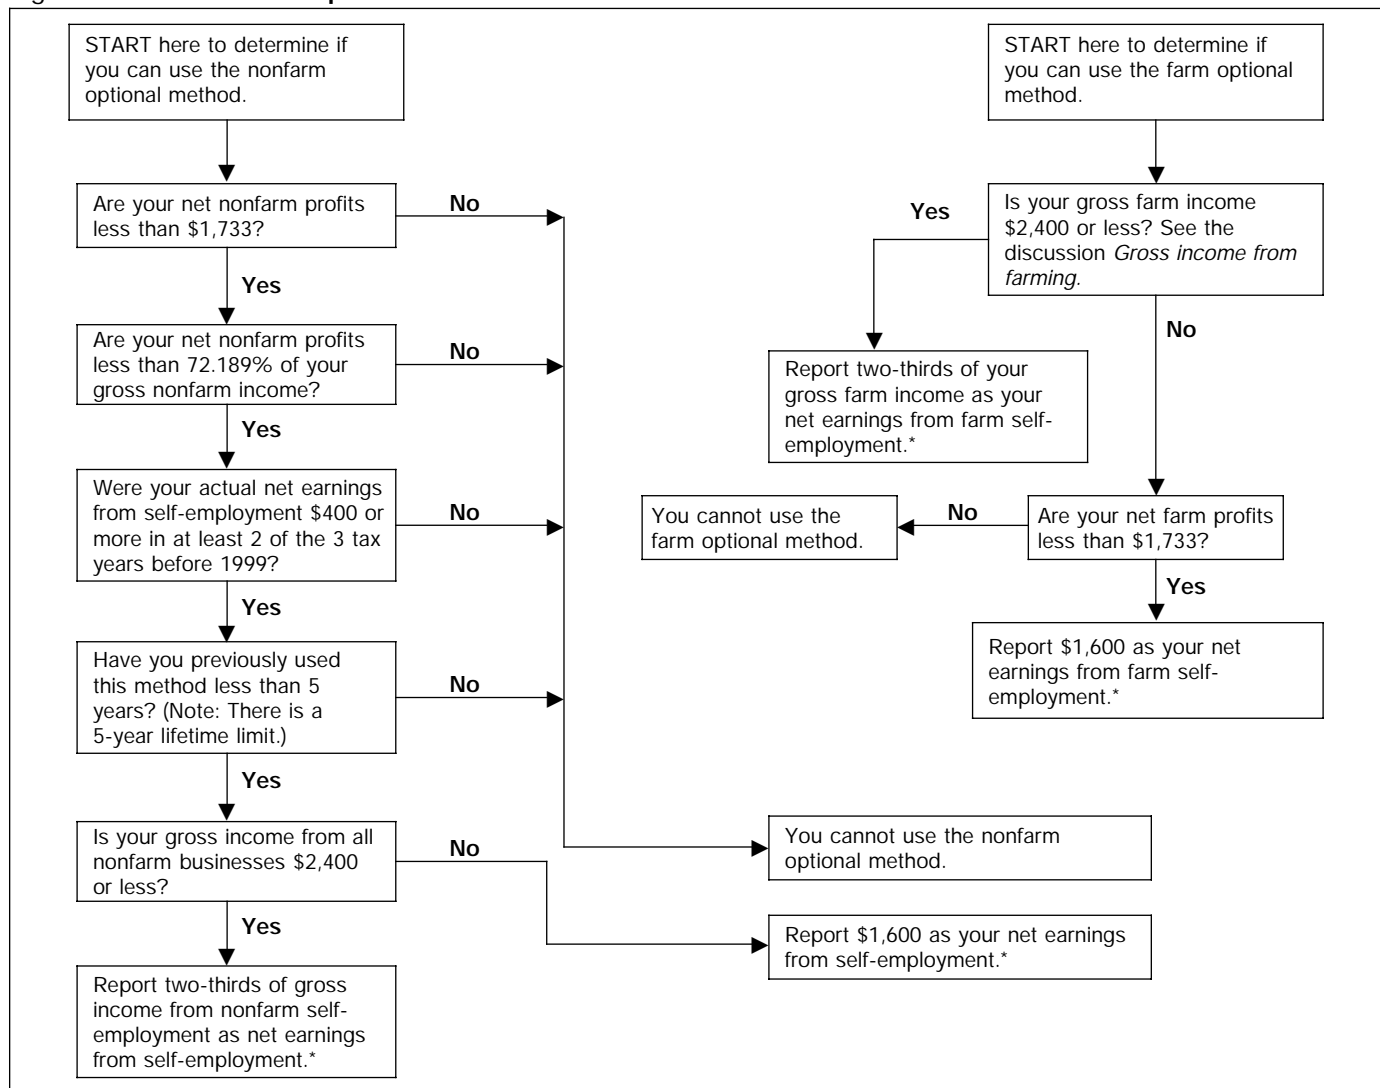 START here to determine if
you can use the nonfarm
optional method.
Are your net nonfarm profits
less than $1,733?
No
Yes
Are your net nonfarm profits
less than 72.189% of your
gross nonfarm income?
No
Yes
Were your actual net earnings
from self-employment $400 or
more in at least 2 of the 3 tax
years before 1999?
No
Yes
Have you previously used
this method less than 5
years? (Note: There is a
5-year lifetime limit.)
No
Yes
Is your gross income from all
nonfarm businesses $2,400
or less?
No
Yes
Report two-thirds of gross
income from nonfarm self-
employment as net earnings
from self-employment.*
You cannot use the nonfarm
optional method.
Report $1,600 as your net earnings
from self-employment.*
START here to determine if
you can use the farm optional
method.
Is your gross farm income
$2,400 or less? See the
discussion Gross income from
farming.
Yes
No
Report two-thirds of your
gross farm income as your
net earnings from farm self-
employment.*
Are your net farm profits
less than $1,733?
No
You cannot use the
farm optional method.
Yes
Report $1,600 as your net
earnings from farm self-
employment.*